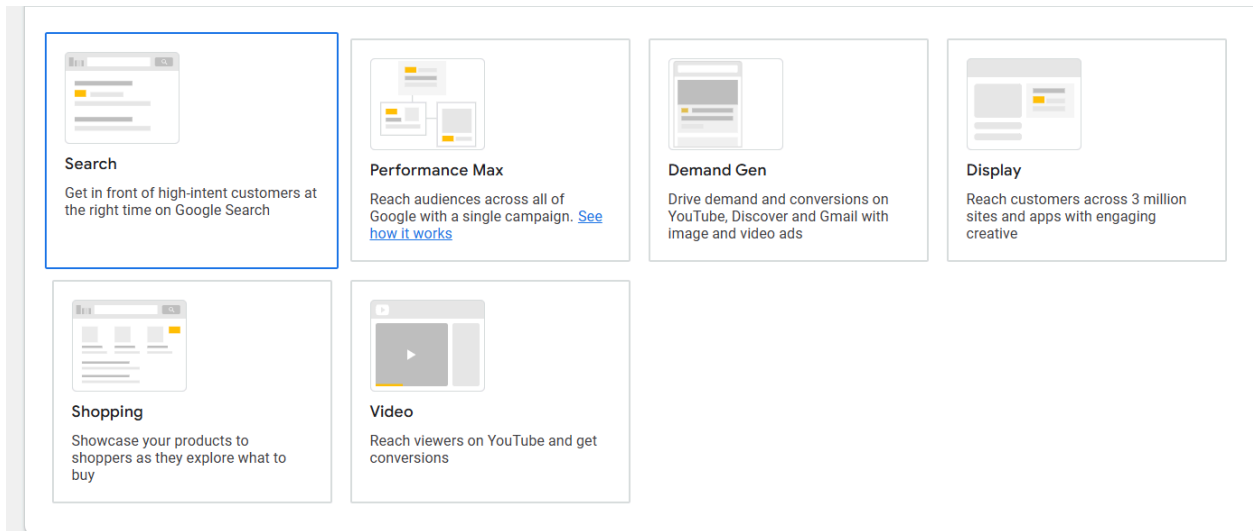 Search
Get in front of high-intent customers at
the right time on Google Search
Performance Max
Reach audiences across all of
Google with a single campaign. See
how it works
Demand Gen
Drive demand and conversions on
YouTube, Discover and Gmail with
image and video ads
Display
Reach customers across 3 million
sites and apps with engaging
creative
Shopping
Showcase your products to
shoppers as they explore what to
buy
Video
Reach viewers on YouTube and get
conversions